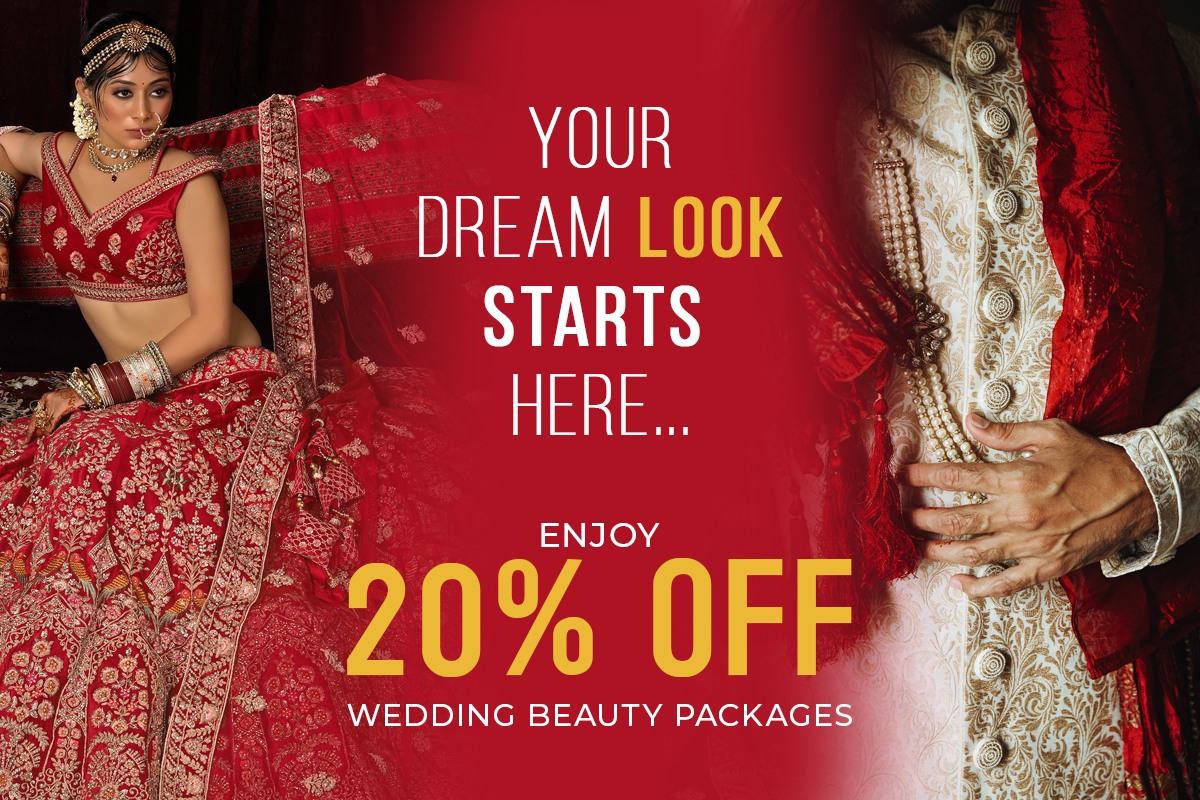 YOUR
DREAM LOOK
STARTS
HERE...
ENJOY
20% OFF
WEDDING BEAUTY PACKAGES